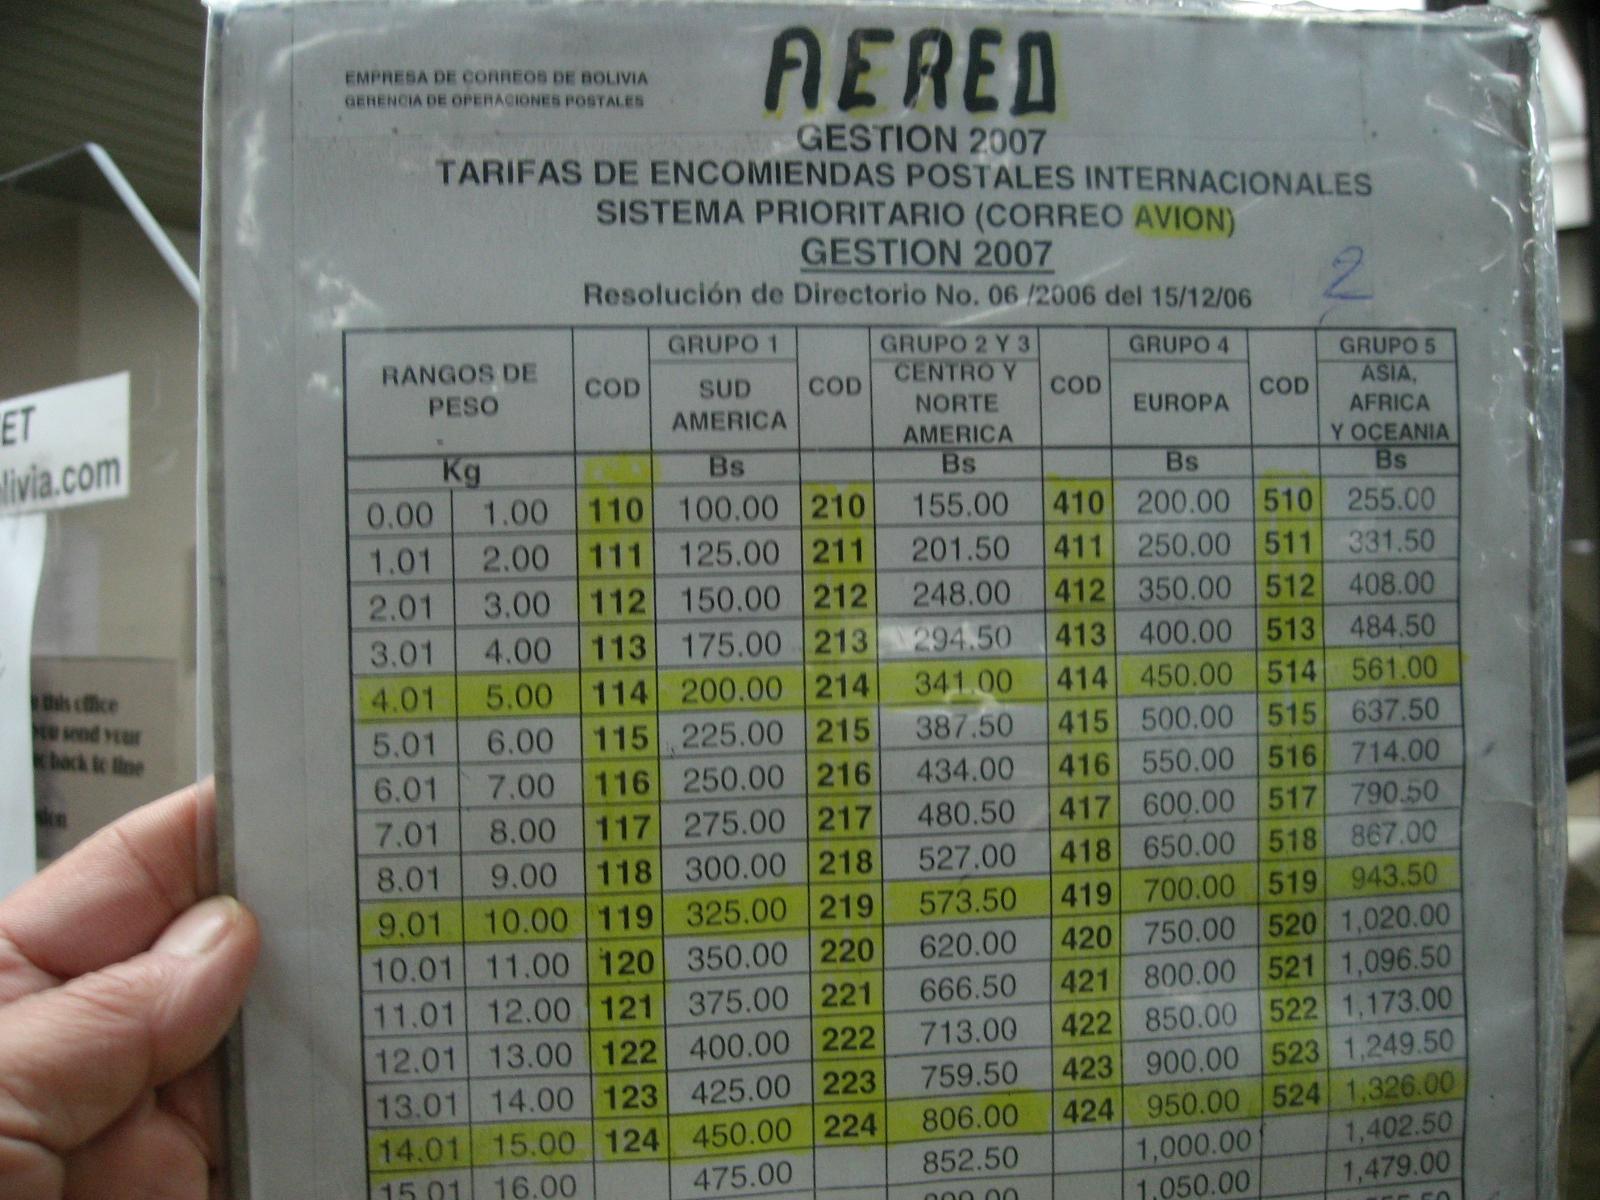 AEREO
EMPRESA DE CORREOS DE BOLIVIA
GERENCIA DE OPERACIONES POSTALES
GESTION 2007
TARIFAS DE ENCOMIENDAS POSTALES INTERNACIONALES
SISTEMA PRIORITARIO (CORREO AVION)
GESTION 2007
2
Resolución de Directorio No. 06 /2006 del 15/12/06
RANGOS DE PESO COD GRUPO 1 SUD AMERICA COD GRUPO 2 Y 3 CENTRO Y NORTE AMERICA COD GRUPO 4 EUROPA COD GRUPO 5 ASIA, AFRICA Y OCEANIA
Kg Bs Bs Bs Bs
0.00 1.00 110 100.00 210 155.00 410 200.00 510 255.00
1.01 2.00 111 125.00 211 201.50 411 250.00 511 331.50
2.01 3.00 112 150.00 212 248.00 412 350.00 512 408.00
3.01 4.00 113 175.00 213 294.50 413 400.00 513 484.50
4.01 5.00 114 200.00 214 341.00 414 450.00 514 561.00
5.01 6.00 115 225.00 215 387.50 415 500.00 515 637.50
6.01 7.00 116 250.00 216 434.00 416 550.00 516 714.00
7.01 8.00 117 275.00 217 480.50 417 600.00 517 790.50
8.01 9.00 118 300.00 218 527.00 418 650.00 518 867.00
9.01 10.00 119 325.00 219 573.50 419 700.00 519 943.50
10.01 11.00 120 350.00 220 620.00 420 750.00 520 1,020.00
11.01 12.00 121 375.00 221 666.50 421 800.00 521 1,096.50
12.01 13.00 122 400.00 222 713.00 422 850.00 522 1,173.00
13.01 14.00 123 425.00 223 759.50 423 900.00 523 1,249.50
14.01 15.00 124 450.00 224 806.00 424 950.00 524 1,326.00
15.01 16.00 475.00 852.50 1,000.00 1,402.50
1,050.00 1,479.00
ET
livia.com
this office
send your
back to